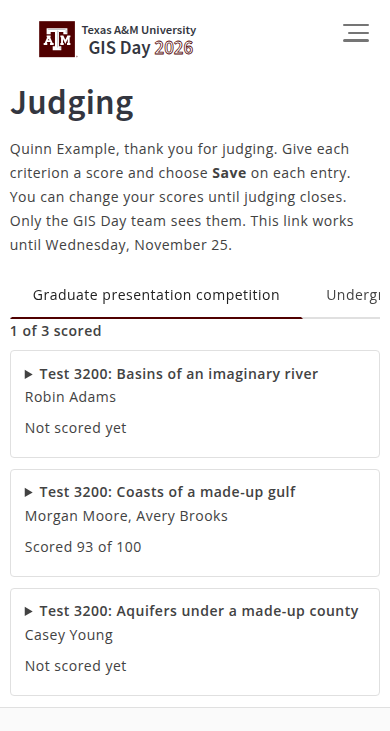 Texas A&M University
GIS Day 2026
Judging
Quinn Example, thank you for judging. Give each
criterion a score and choose Save on each entry.
You can change your scores until judging closes.
Only the GIS Day team sees them. This link works
until Wednesday, November 25.
Graduate presentation competition
1 of 3 scored
Test 3200: Basins of an imaginary river
Robin Adams
Not scored yet
Test 3200: Coasts of a made-up gulf
Morgan Moore, Avery Brooks
Scored 93 of 100
Test 3200: Aquifers under a made-up county
Casey Young
Not scored yet